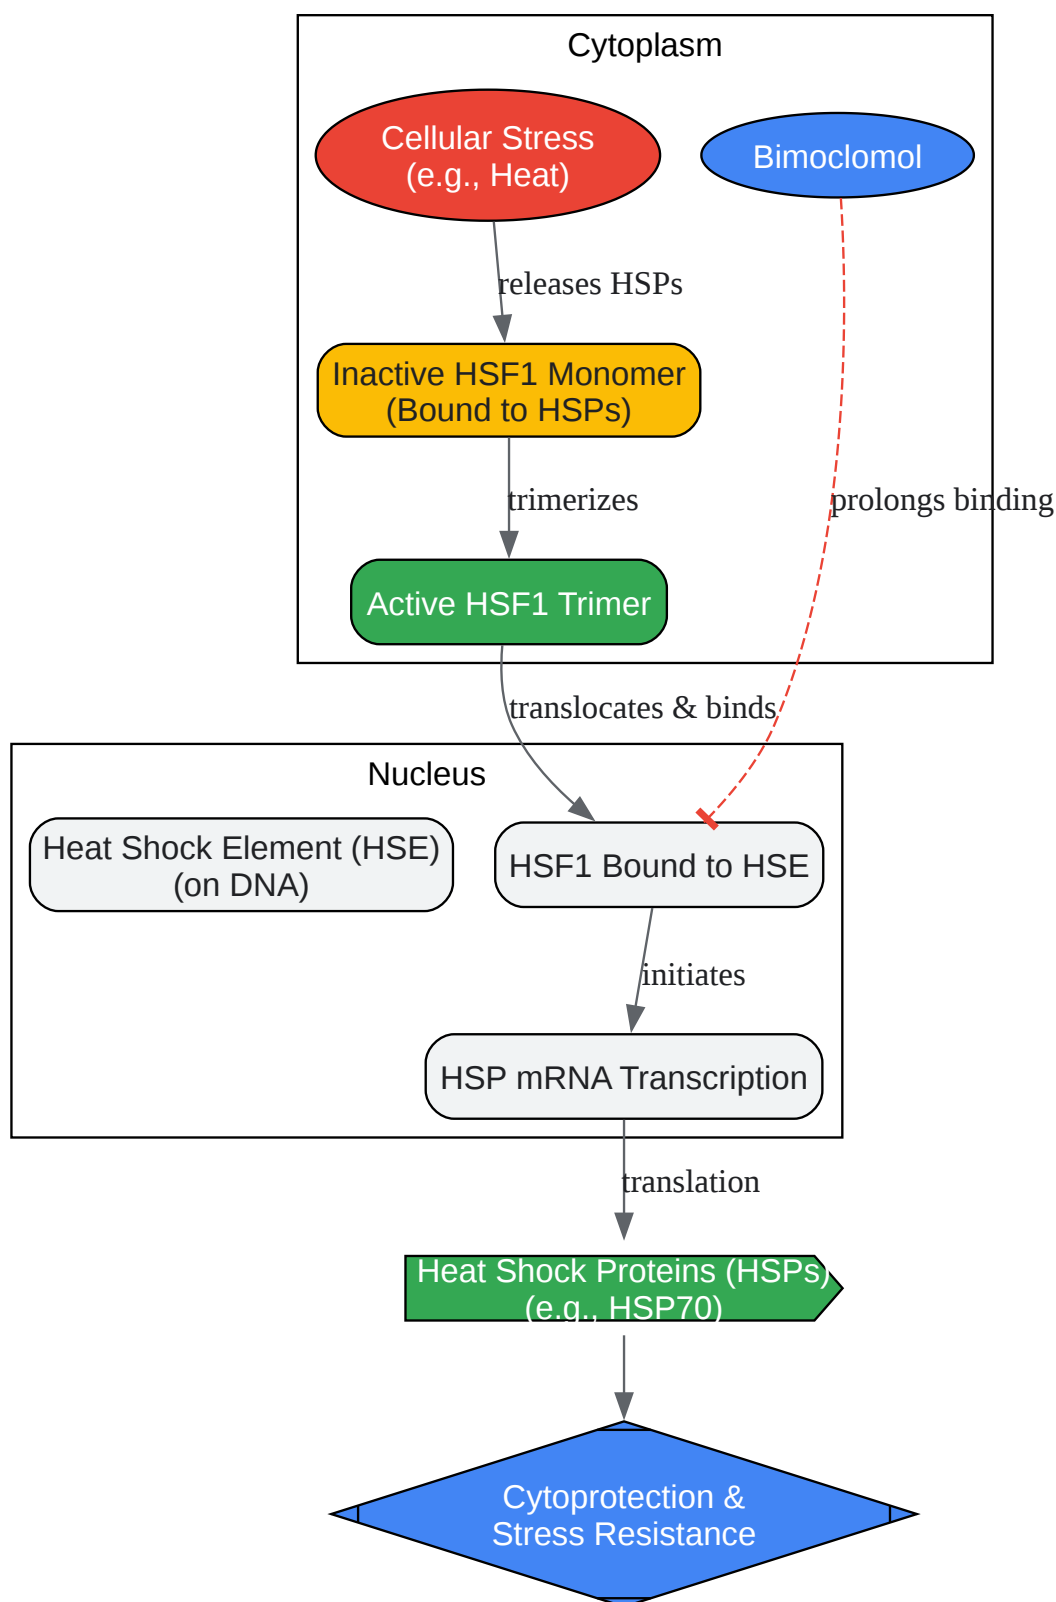 Cytoplasm
Cellular Stress
(e.g., Heat)
Bimoclomol
releases HSPs
Inactive HSF1 Monomer
(Bound to HSPs)
trimerizes
prolongs binding
Active HSF1 Trimer
translocates & binds
Nucleus
Heat Shock Element (HSE)
(on DNA)
HSF1 Bound to HSE
initiates
HSP mRNA Transcription
translation
Heat Shock Proteins (HSPs)
(e.g., HSP70)
Cytoprotection &
Stress Resistance